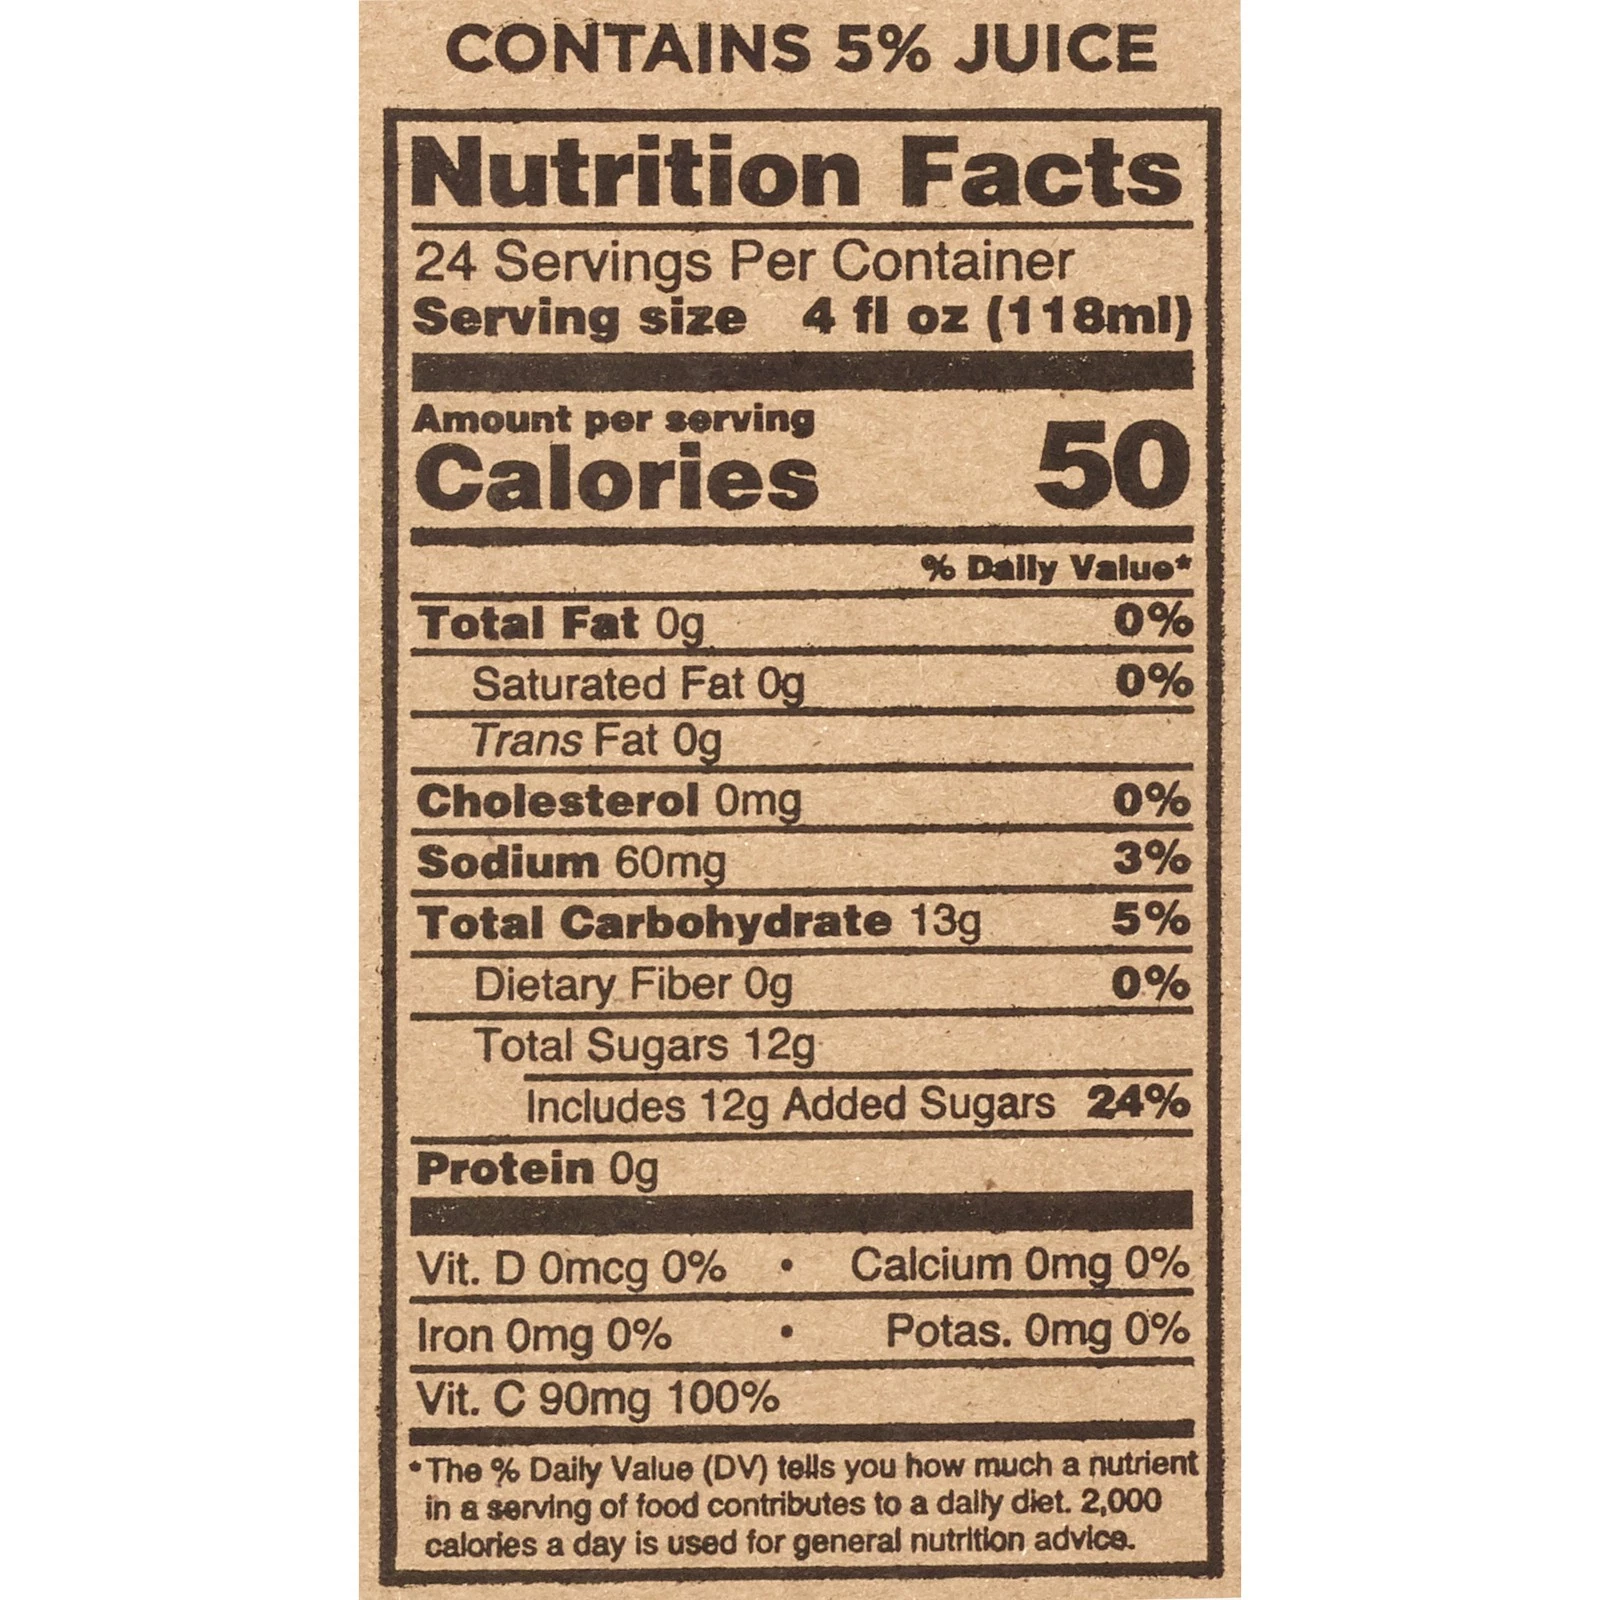 CONTAINS 5% JUICE
Nutrition Facts
24 Servings Per Container
Serving size 4 fl oz (118ml)
Amount per serving
Calories 50
% Daily Value*
Total Fat 0g 0%
Saturated Fat 0g 0%
Trans Fat 0g
Cholesterol 0mg 0%
Sodium 60mg 3%
Total Carbohydrate 13g 5%
Dietary Fiber 0g 0%
Total Sugars 12g
Includes 12g Added Sugars 24%
Protein 0g
Vit. D 0mcg 0% • Calcium 0mg 0%
Iron 0mg 0% • Potas. 0mg 0%
Vit. C 90mg 100%
*The % Daily Value (DV) tells you how much a nutrient
in a serving of food contributes to a daily diet. 2,000
calories a day is used for general nutrition advice.